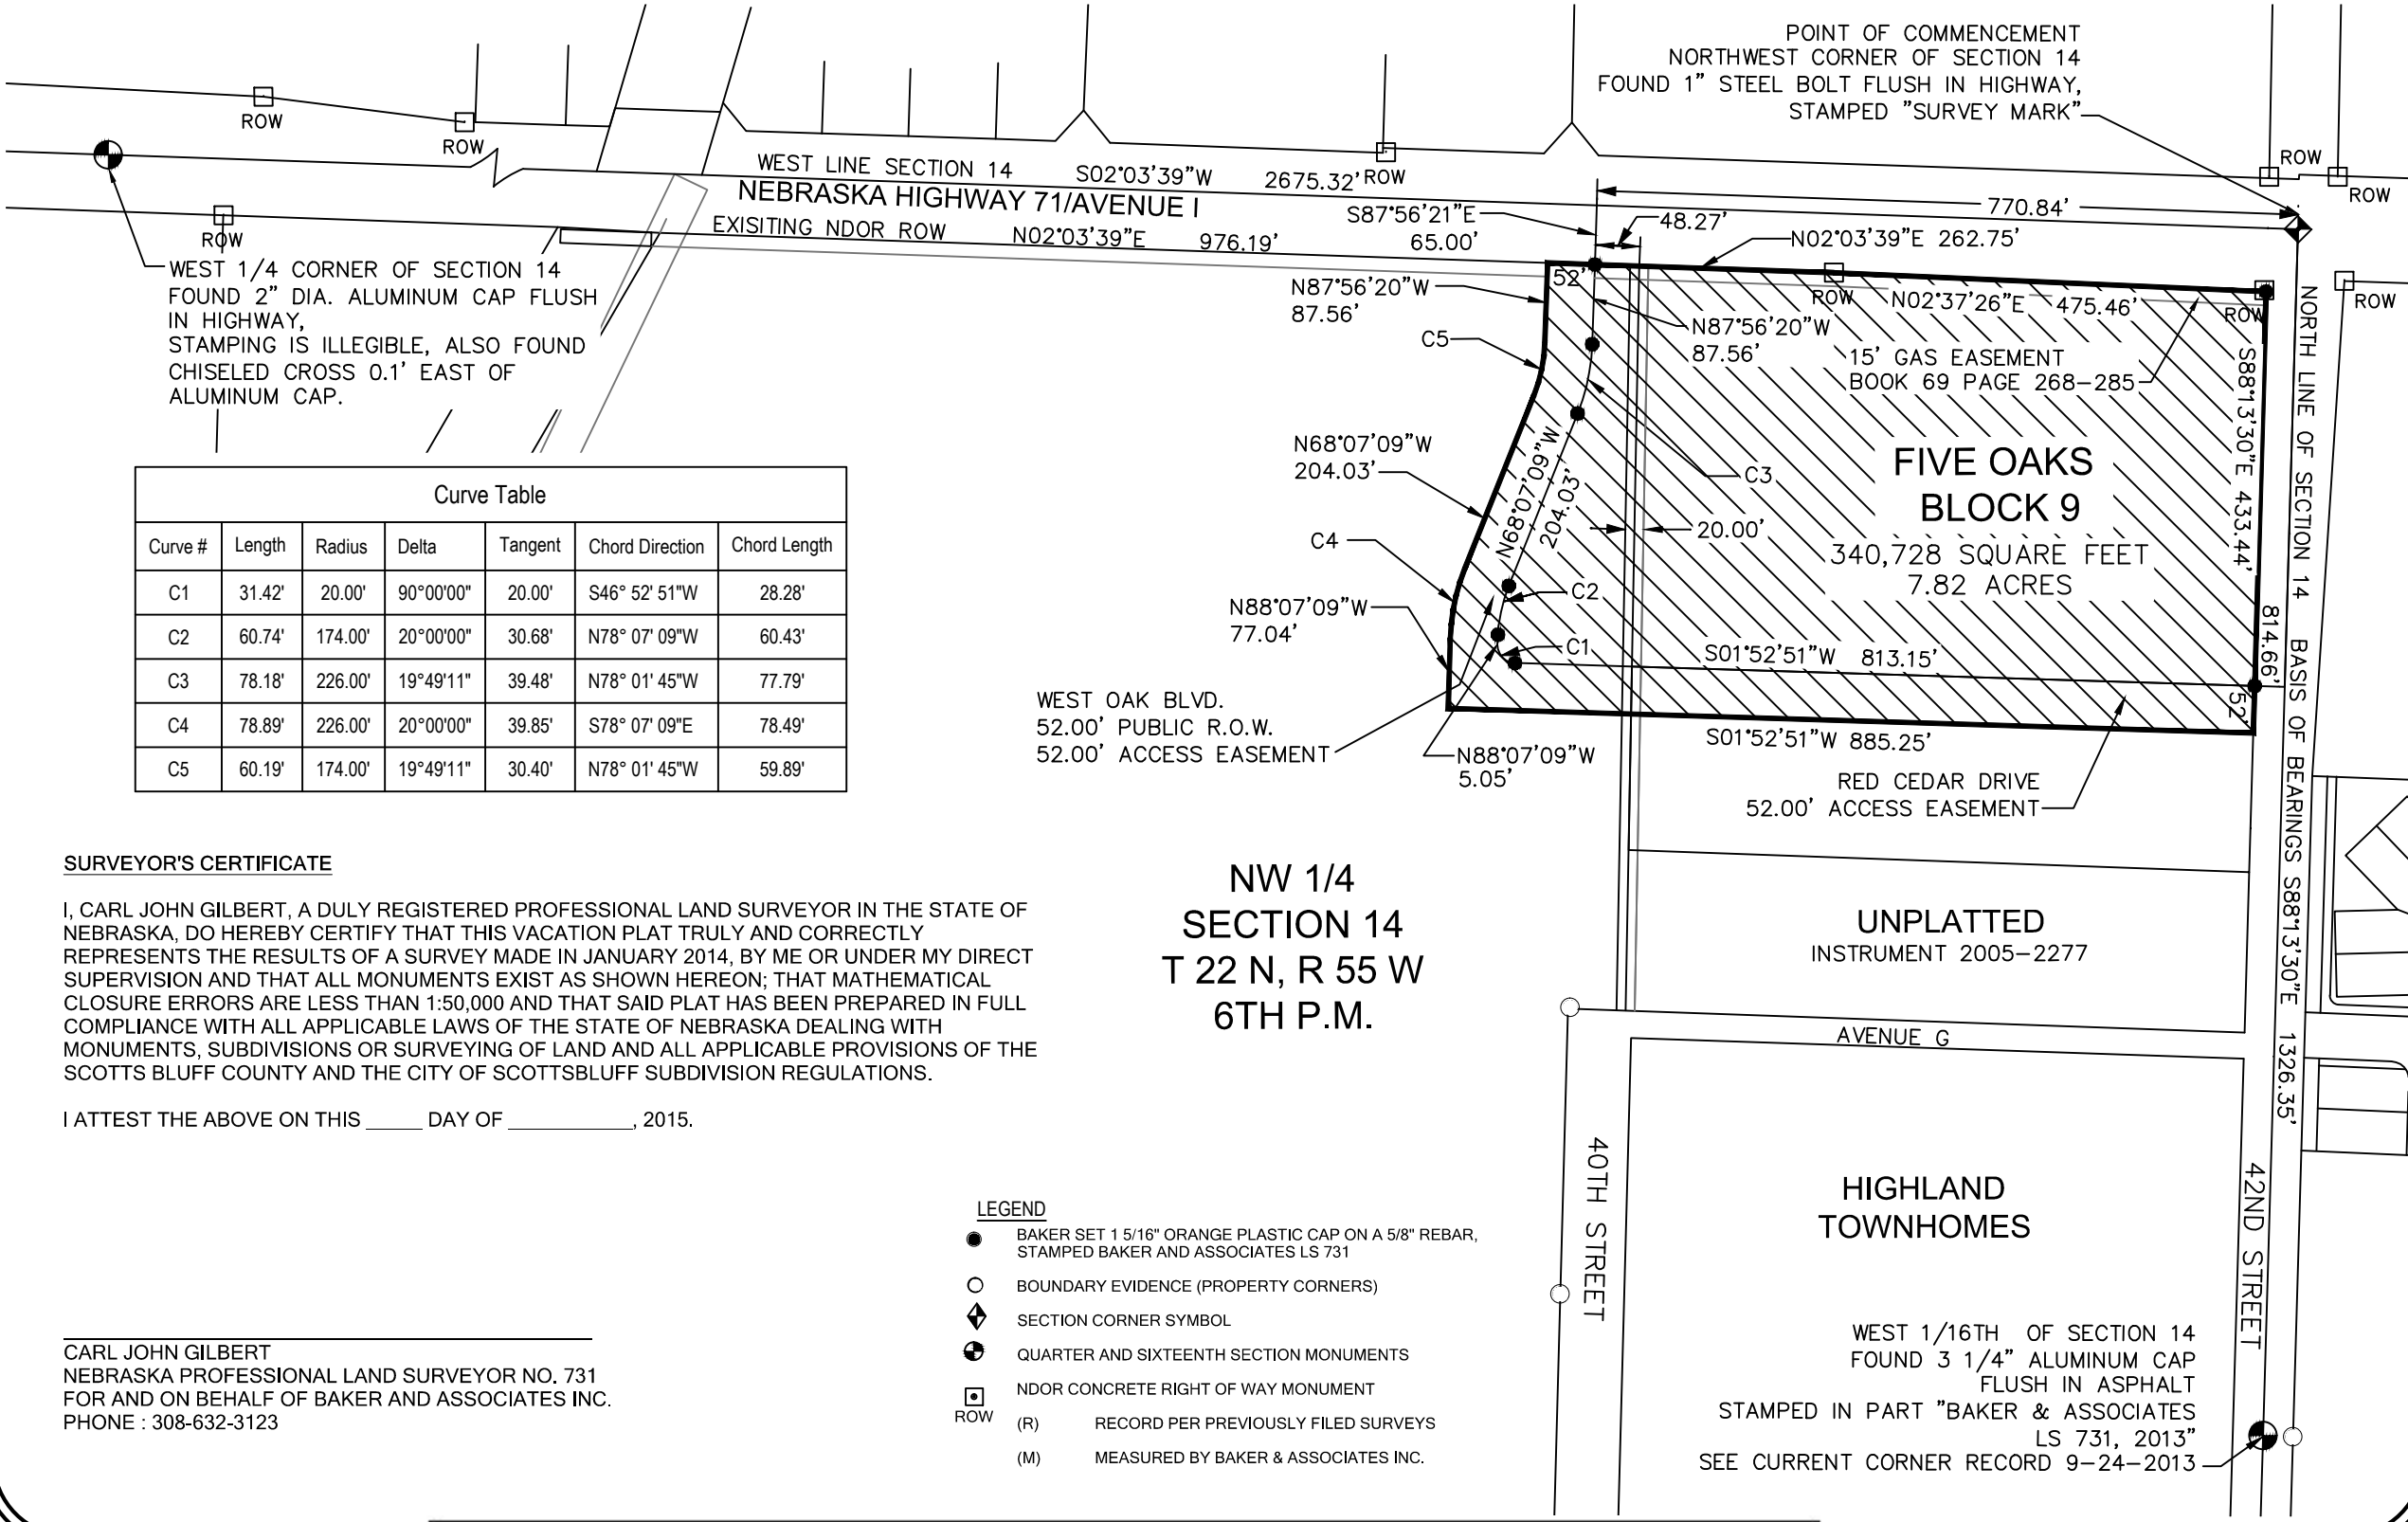 POINT OF COMMENCEMENT
NORTHWEST CORNER OF SECTION 14
FOUND 1" STEEL BOLT FLUSH IN HIGHWAY,
STAMPED "SURVEY MARK"
ROW
ROW
ROW
ROW
ROW
ROW
ROW
WEST LINE SECTION 14 S02°03'39"W 2675.32'
NEBRASKA HIGHWAY 71/AVENUE I
EXISITING NDOR ROW N02°03'39"E 976.19'
S87°56'21"E
65.00'
48.27'
770.84'
N02°03'39"E 262.75'
WEST 1/4 CORNER OF SECTION 14
FOUND 2" DIA. ALUMINUM CAP FLUSH
IN HIGHWAY,
STAMPING IS ILLEGIBLE, ALSO FOUND
CHISELED CROSS 0.1' EAST OF
ALUMINUM CAP.
52'
N87°56'20"W
87.56'
N87°56'20"W
87.56'
ROW
ROW
N02°37'26"E 475.46'
15' GAS EASEMENT
BOOK 69 PAGE 268-285
C5
C3
N68°07'09"W
204.03'
N68°07'09"W
204.03'
C4
20.00'
C2
C1
FIVE OAKS
BLOCK 9
340,728 SQUARE FEET
7.82 ACRES
S88°13'30"E 433.44'
814.66'
52'
NORTH LINE OF SECTION 14 BASIS OF BEARINGS S88°13'30"E 1326.35'
N88°07'09"W
77.04'
S01°52'51"W 813.15'
S01°52'51"W 885.25'
WEST OAK BLVD.
52.00' PUBLIC R.O.W.
52.00' ACCESS EASEMENT
N88°07'09"W
5.05'
RED CEDAR DRIVE
52.00' ACCESS EASEMENT
Curve Table
Curve # Length Radius Delta Tangent Chord Direction Chord Length
C1 31.42' 20.00' 90°00'00" 20.00' S46° 52' 51"W 28.28'
C2 60.74' 174.00' 20°00'00" 30.68' N78° 07' 09"W 60.43'
C3 78.18' 226.00' 19°49'11" 39.48' N78° 01' 45"W 77.79'
C4 78.89' 226.00' 20°00'00" 39.85' S78° 07' 09"E 78.49'
C5 60.19' 174.00' 19°49'11" 30.40' N78° 01' 45"W 59.89'
SURVEYOR'S CERTIFICATE
I, CARL JOHN GILBERT, A DULY REGISTERED PROFESSIONAL LAND SURVEYOR IN THE STATE OF
NEBRASKA, DO HEREBY CERTIFY THAT THIS VACATION PLAT TRULY AND CORRECTLY
REPRESENTS THE RESULTS OF A SURVEY MADE IN JANUARY 2014, BY ME OR UNDER MY DIRECT
SUPERVISION AND THAT ALL MONUMENTS EXIST AS SHOWN HEREON; THAT MATHEMATICAL
CLOSURE ERRORS ARE LESS THAN 1:50,000 AND THAT SAID PLAT HAS BEEN PREPARED IN FULL
COMPLIANCE WITH ALL APPLICABLE LAWS OF THE STATE OF NEBRASKA DEALING WITH
MONUMENTS, SUBDIVISIONS OR SURVEYING OF LAND AND ALL APPLICABLE PROVISIONS OF THE
SCOTTS BLUFF COUNTY AND THE CITY OF SCOTTSBLUFF SUBDIVISION REGULATIONS.
I ATTEST THE ABOVE ON THIS _____ DAY OF ___________, 2015.
CARL JOHN GILBERT
NEBRASKA PROFESSIONAL LAND SURVEYOR NO. 731
FOR AND ON BEHALF OF BAKER AND ASSOCIATES INC.
PHONE : 308-632-3123
NW 1/4
SECTION 14
T 22 N, R 55 W
6TH P.M.
UNPLATTED
INSTRUMENT 2005-2277
AVENUE G
40TH STREET
HIGHLAND
TOWNHOMES
42ND STREET
LEGEND
BAKER SET 1 5/16" ORANGE PLASTIC CAP ON A 5/8" REBAR,
STAMPED BAKER AND ASSOCIATES LS 731
BOUNDARY EVIDENCE (PROPERTY CORNERS)
SECTION CORNER SYMBOL
QUARTER AND SIXTEENTH SECTION MONUMENTS
NDOR CONCRETE RIGHT OF WAY MONUMENT
ROW
(R) RECORD PER PREVIOUSLY FILED SURVEYS
(M) MEASURED BY BAKER & ASSOCIATES INC.
WEST 1/16TH OF SECTION 14
FOUND 3 1/4" ALUMINUM CAP
FLUSH IN ASPHALT
STAMPED IN PART "BAKER & ASSOCIATES
LS 731, 2013"
SEE CURRENT CORNER RECORD 9-24-2013